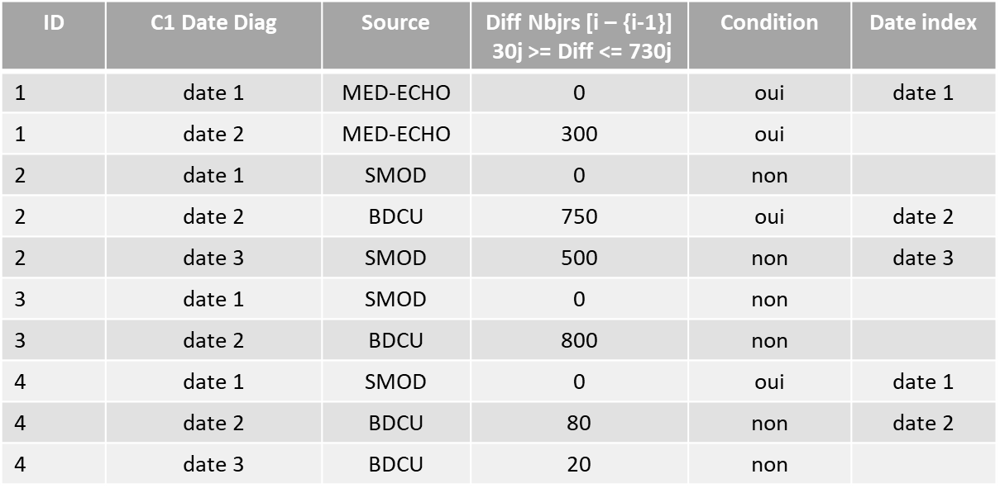 ID C1 Date Diag Source Diff Nbjrs [i – {i-1}] Condition Date index
30j >= Diff <= 730j
1 date 1 MED-ECHO 0 oui date 1
1 date 2 MED-ECHO 300 oui
2 date 1 SMOD 0 non
2 date 2 BDCU 750 oui date 2
2 date 3 SMOD 500 non date 3
3 date 1 SMOD 0 non
3 date 2 BDCU 800 non
4 date 1 SMOD 0 oui date 1
4 date 2 BDCU 80 non date 2
4 date 3 BDCU 20 non